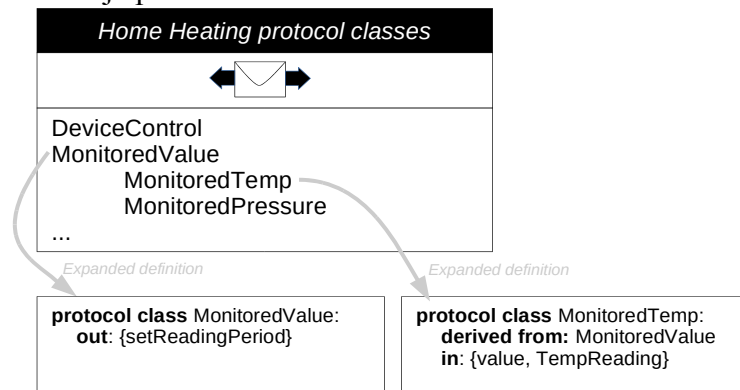 Home Heating protocol classes
DeviceControl
MonitoredValue
MonitoredTemp
MonitoredPressure
...
Expanded definition
Expanded definition
protocol class MonitoredValue:
out: {setReadingPeriod}
protocol class MonitoredTemp:
derived from: MonitoredValue
in: {value, TempReading}